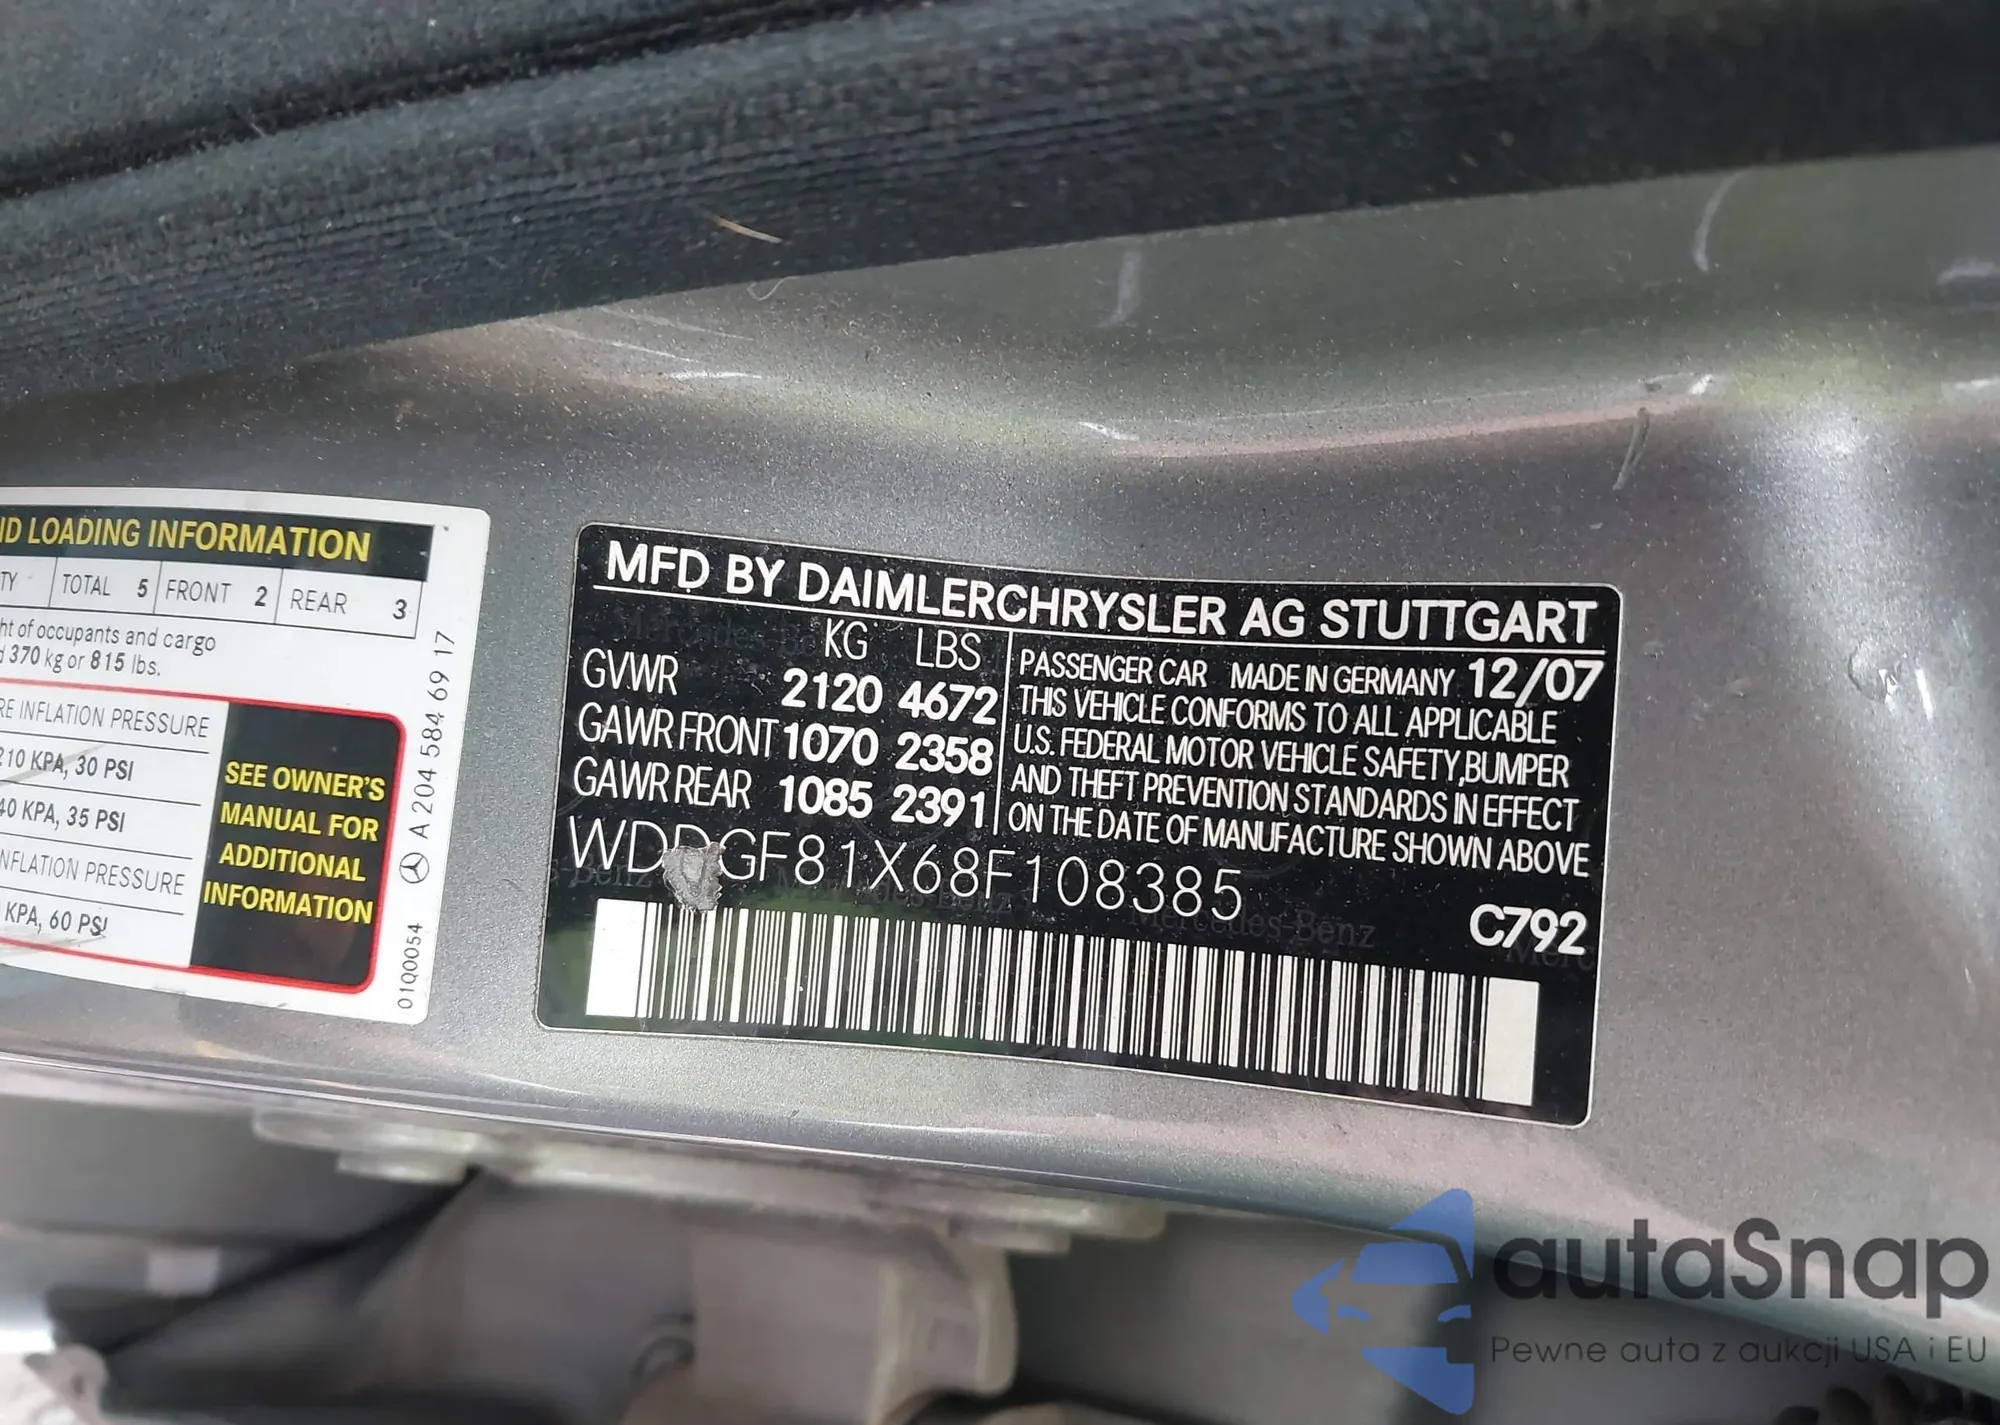 ND LOADING INFORMATION
TY TOTAL 5 FRONT 2 REAR 3
ht of occupants and cargo
d 370 kg or 815 lbs.
RE INFLATION PRESSURE
210 KPA, 30 PSI
40 KPA, 35 PSI
NFLATION PRESSURE
KPA, 60 PSI
SEE OWNER'S
MANUAL FOR
ADDITIONAL
INFORMATION
A 204 584 69 17
0100054
MFD BY DAIMLERCHRYSLER AG STUTTGART
KG LBS
GVWR 2120 4672
GAWR FRONT 1070 2358
GAWR REAR 1085 2391
PASSENGER CAR MADE IN GERMANY 12/07
THIS VEHICLE CONFORMS TO ALL APPLICABLE
U.S. FEDERAL MOTOR VEHICLE SAFETY, BUMPER
AND THEFT PREVENTION STANDARDS IN EFFECT
ON THE DATE OF MANUFACTURE SHOWN ABOVE
WDDGF81X68F108385
C792
autaSnap
Pewne auta z aukcji USA i EU